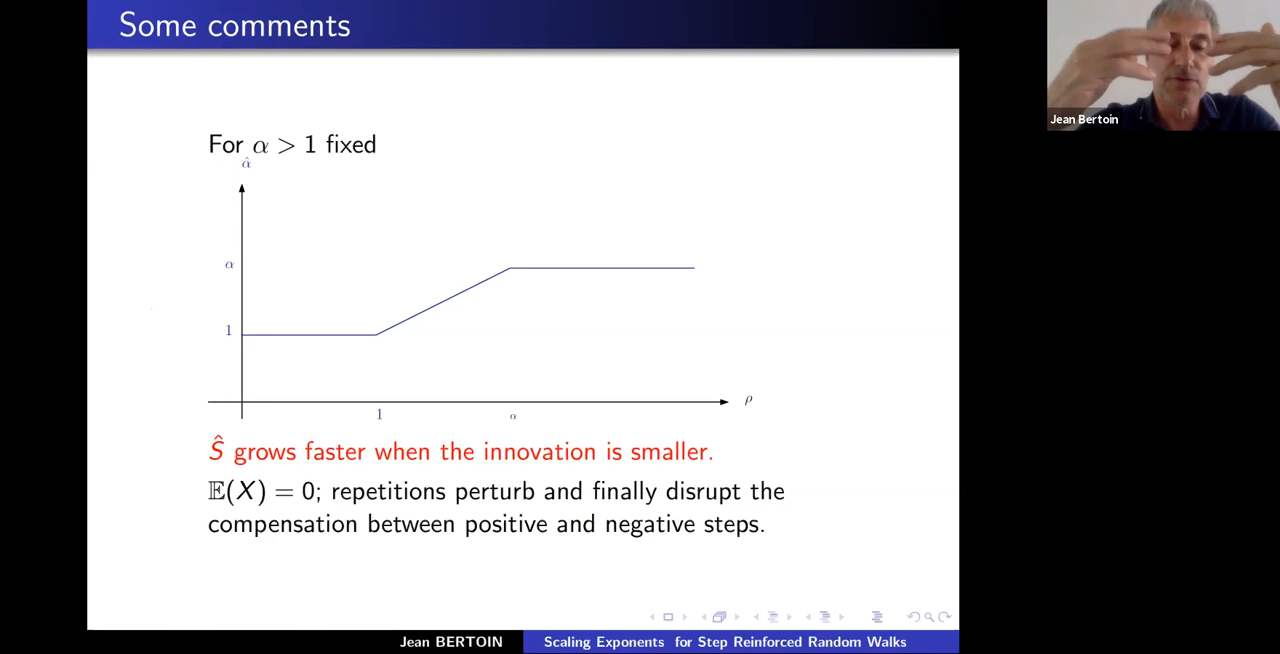 Some comments
Jean Bertoin
For α > 1 fixed
α̂
α
1
ρ
1
α
Ŝ grows faster when the innovation is smaller.
𝔼(X) = 0; repetitions perturb and finally disrupt the
compensation between positive and negative steps.
Jean BERTOIN
Scaling Exponents for Step Reinforced Random Walks